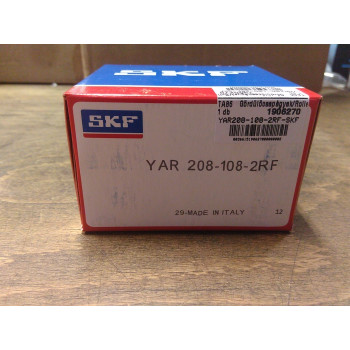 SKF
1 db
1906270
YAR208-108-2RF-SKF
SKF
YAR 208-108-2RF
29-MADE IN ITALY 32